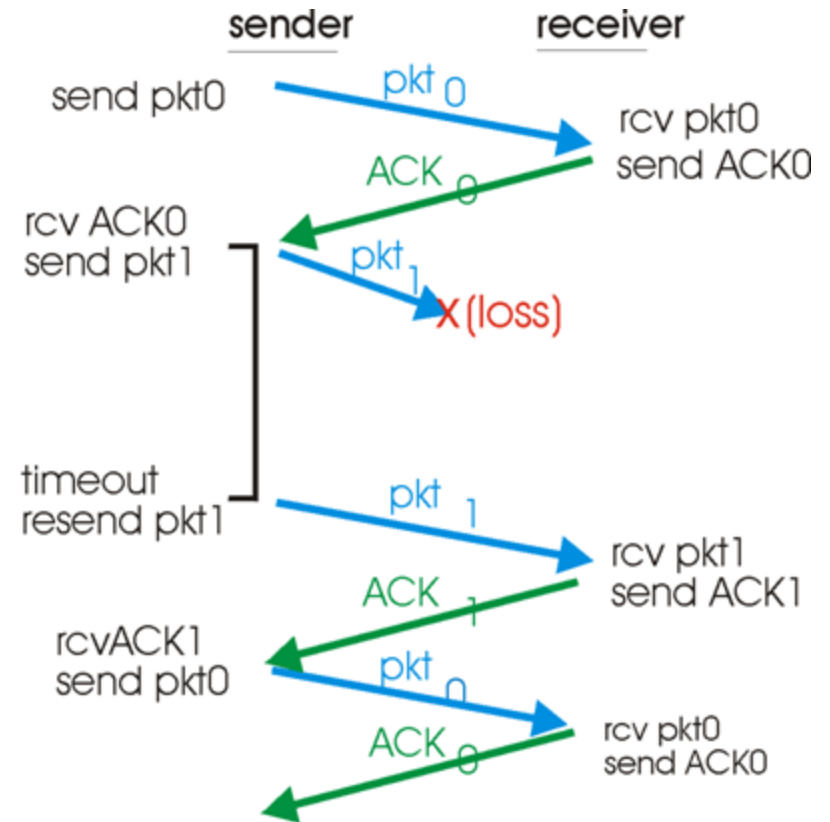 sender
receiver
send pkt0
pkt 0
rcv pkt0
send ACK0
ACK 0
rcv ACK0
send pkt1
pkt 1
X (loss)
timeout
resend pkt1
pkt 1
rcv pkt1
send ACK1
ACK 1
rcvACK1
send pkt0
pkt 0
rcv pkt0
send ACK0
ACK 0